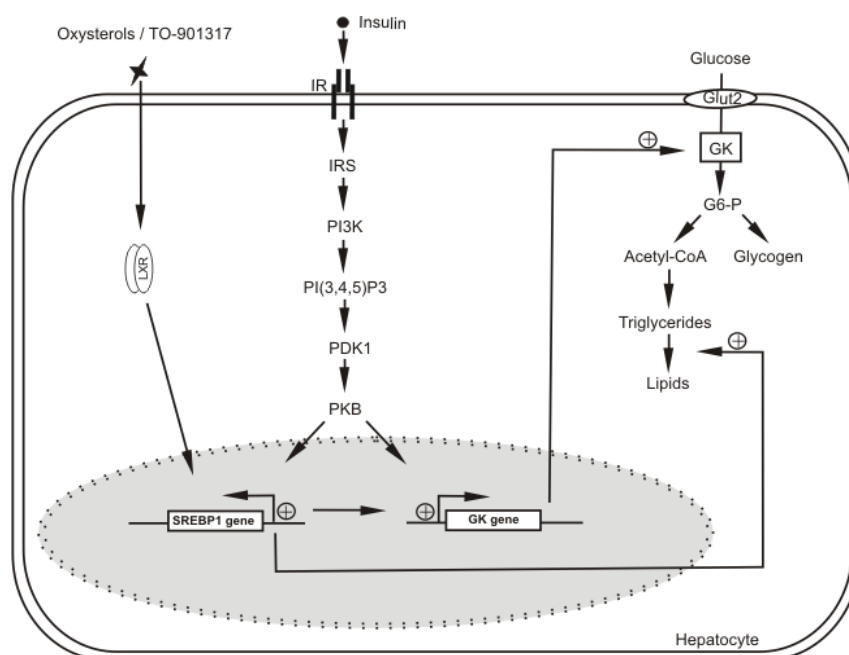 Oxysterols / TO-901317
Insulin
IR
Glucose
Glut2
GK
IRS
G6-P
PI3K
Acetyl-CoA
Glycogen
LXR
PI(3,4,5)P3
Triglycerides
PDK1
Lipids
PKB
SREBP1 gene
GK gene
Hepatocyte